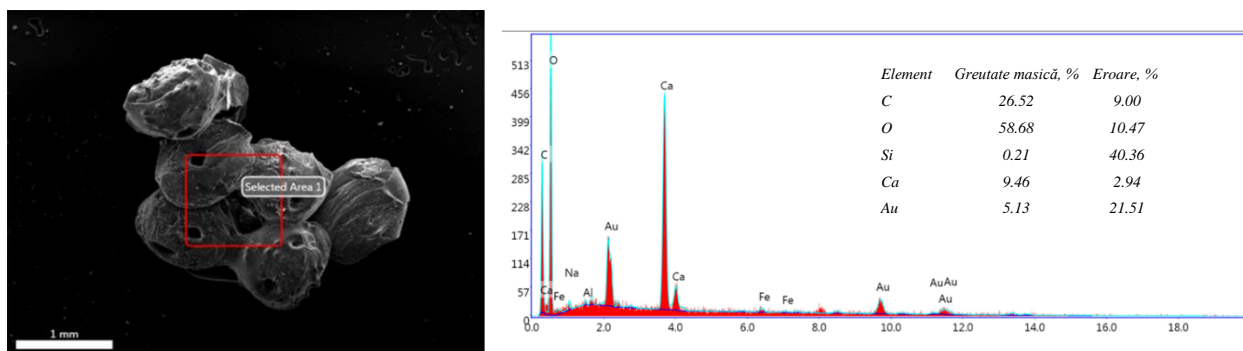 Selected Area 1
1 mm
513
456
399
342
285
228
171
114
57
0
0.0 2.0 4.0 6.0 8.0 10.0 12.0 14.0 16.0 18.0
O
C
Ca
Fe
Na
Al
Au
Ca
Ca
Fe
Fe
Au
Au
Au
Au
Element Greutate masică, % Eroare, %
C 26.52 9.00
O 58.68 10.47
Si 0.21 40.36
Ca 9.46 2.94
Au 5.13 21.51